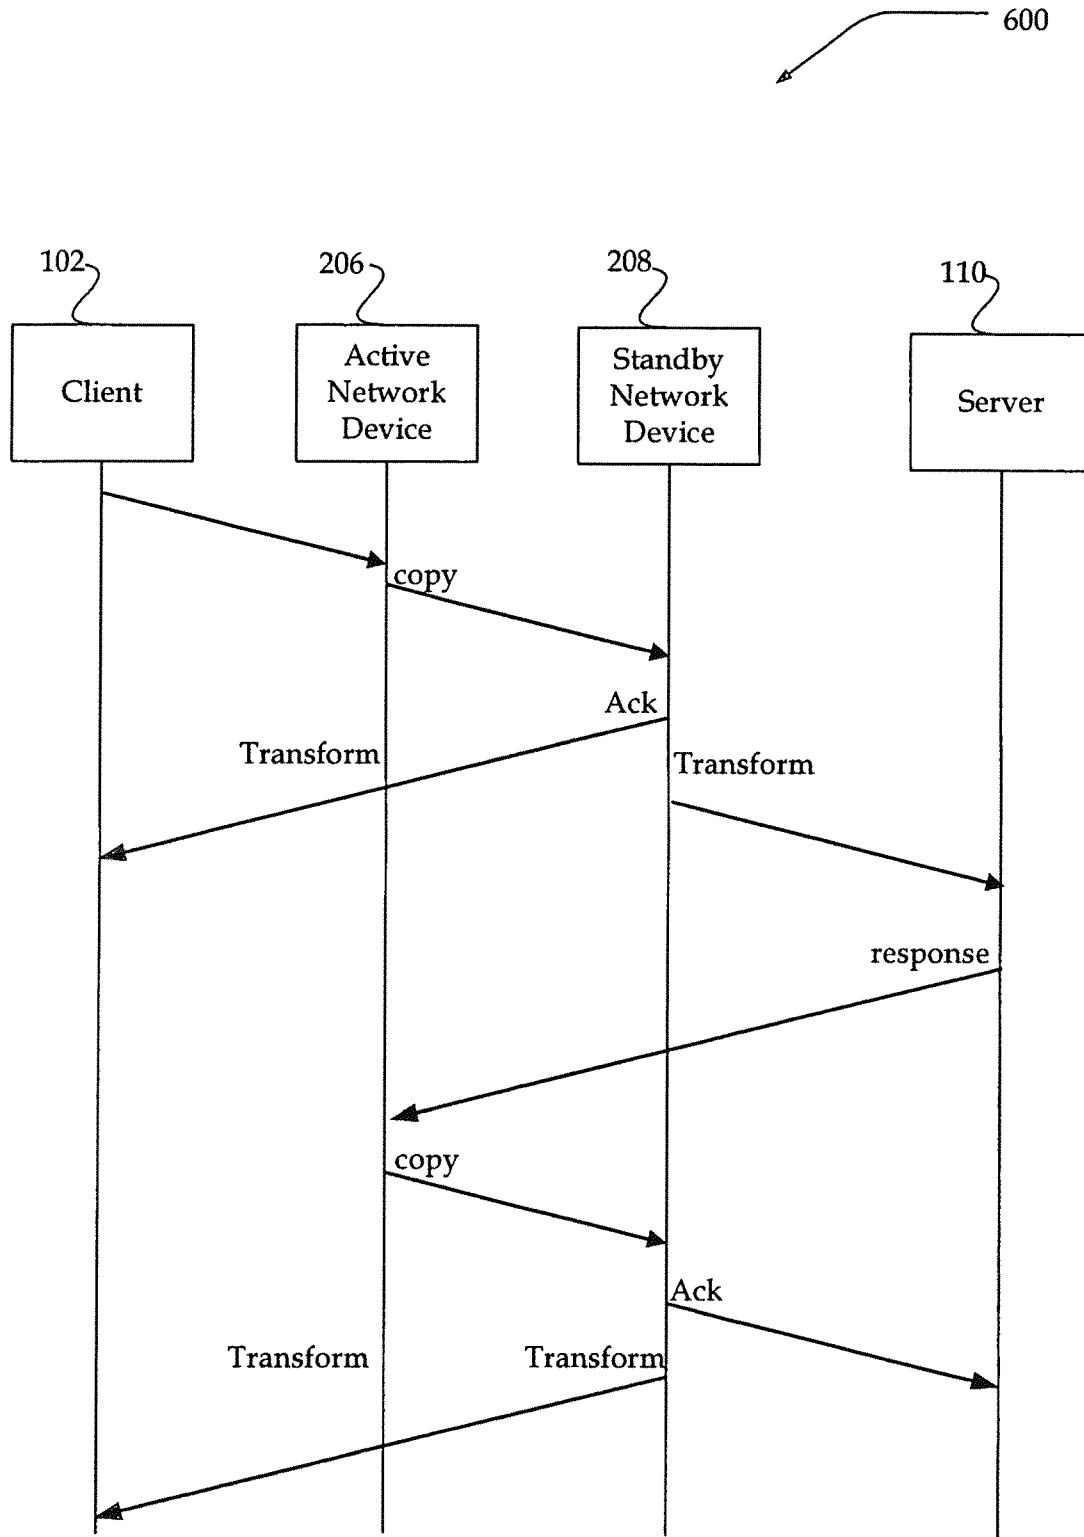 600
102
206
208
110
Client
Active
Network
Device
Standby
Network
Device
Server
copy
Ack
Transform
Transform
response
copy
Ack
Transform
Transform